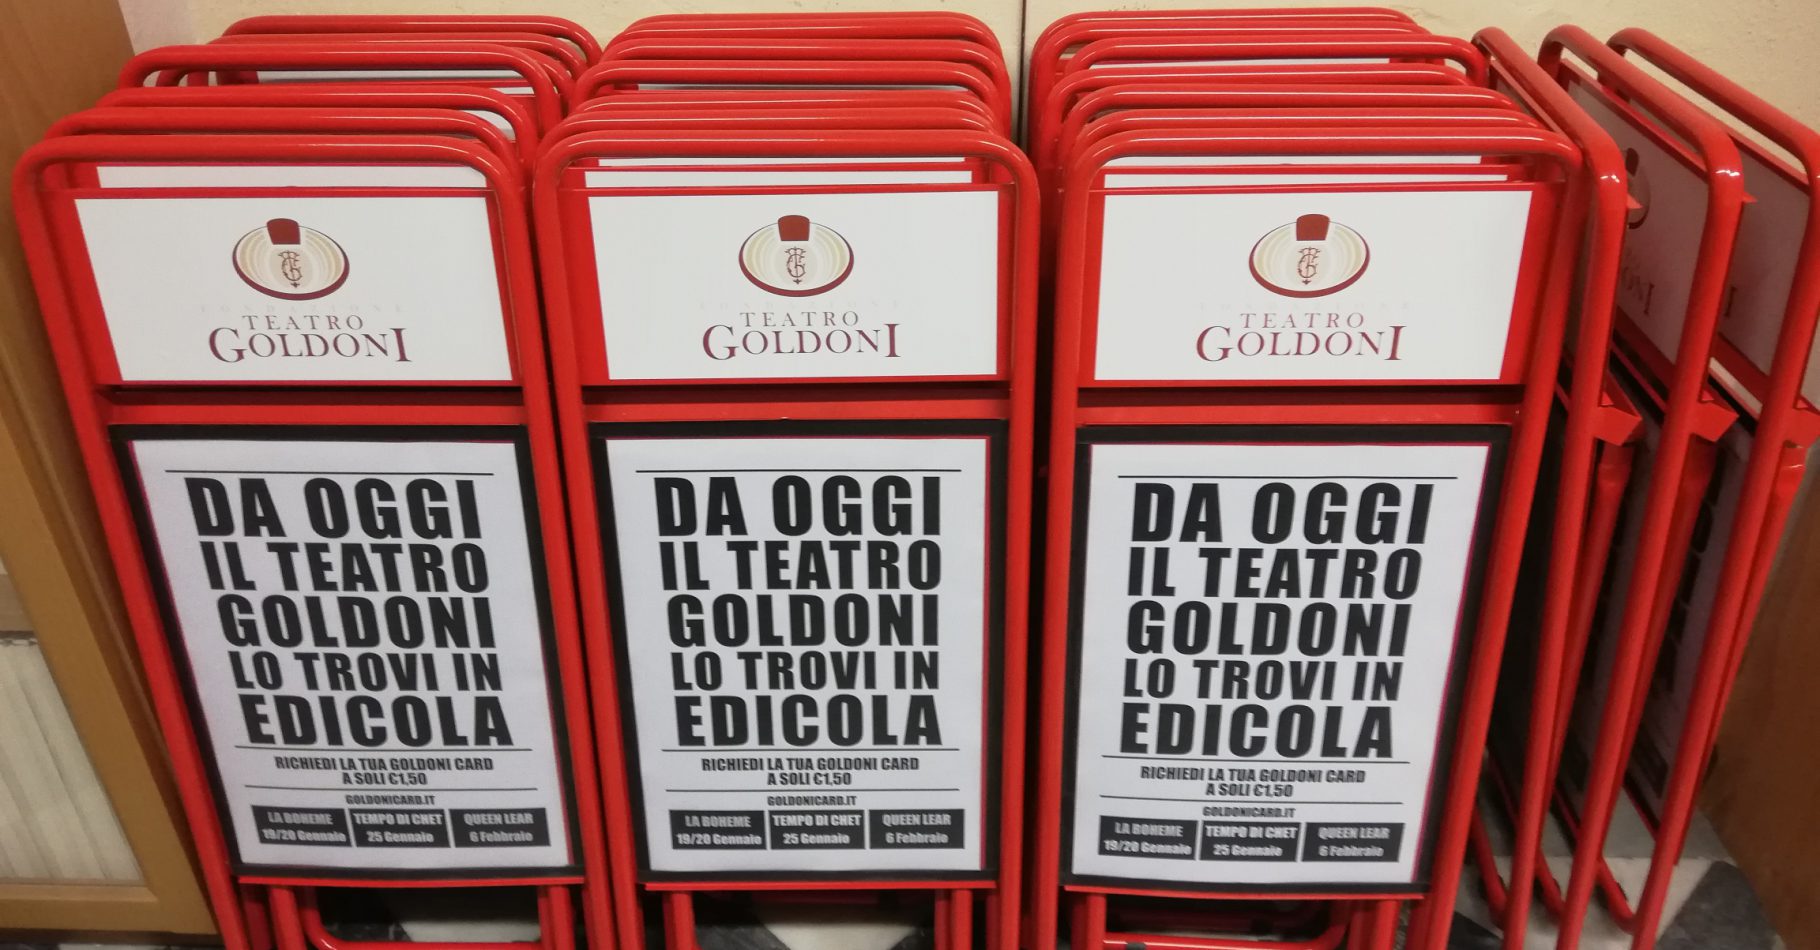 FONDAZIONE
TEATRO
GOLDONI
DA OGGI
IL TEATRO
GOLDONI
LO TROVI IN
EDICOLA
RICHIEDI LA TUA GOLDONI CARD
A SOLI €1,50
GOLDONICARD.IT
LA BOHEME
19/20 Gennaio
TEMPO DI CHET
25 Gennaio
QUEEN LEAR
6 Febbraio
FONDAZIONE
TEATRO
GOLDONI
DA OGGI
IL TEATRO
GOLDONI
LO TROVI IN
EDICOLA
RICHIEDI LA TUA GOLDONI CARD
A SOLI €1,50
GOLDONICARD.IT
LA BOHEME
19/20 Gennaio
TEMPO DI CHET
25 Gennaio
QUEEN LEAR
6 Febbraio
FONDAZIONE
TEATRO
GOLDONI
DA OGGI
IL TEATRO
GOLDONI
LO TROVI IN
EDICOLA
RICHIEDI LA TUA GOLDONI CARD
A SOLI €1,50
GOLDONICARD.IT
LA BOHEME
19/20 Gennaio
TEMPO DI CHET
25 Gennaio
QUEEN LEAR
6 Febbraio